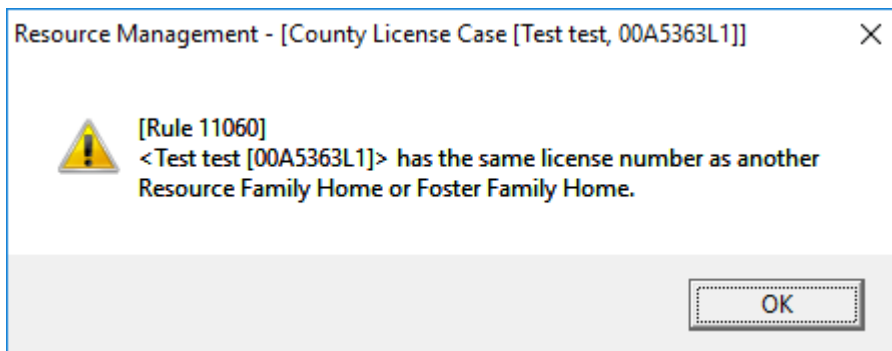 Resource Management - [County License Case [Test test, 00A5363L1]]
[Rule 11060]
<Test test [00A5363L1]> has the same license number as another
Resource Family Home or Foster Family Home.
OK